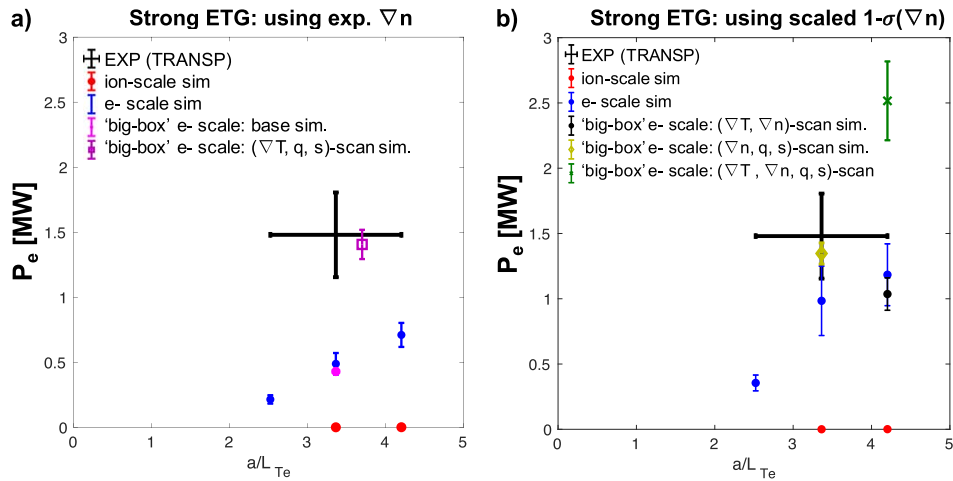 a)
Strong ETG: using exp. ∇n
3
2.5
2
1.5
1
0.5
0
P_e [MW]
EXP (TRANSP)
ion-scale sim
e- scale sim
‘big-box’ e- scale: base sim.
‘big-box’ e- scale: (∇T, q, s)-scan sim.
0 1 2 3 4 5
a/L_Te
b)
Strong ETG: using scaled 1-σ(∇n)
3
2.5
2
1.5
1
0.5
0
P_e [MW]
EXP (TRANSP)
ion-scale sim
e- scale sim
‘big-box’ e- scale: (∇T, ∇n)-scan sim.
‘big-box’ e- scale: (∇n, q, s)-scan sim.
‘big-box’ e- scale: (∇T , ∇n, q, s)-scan
0 1 2 3 4 5
a/L_Te